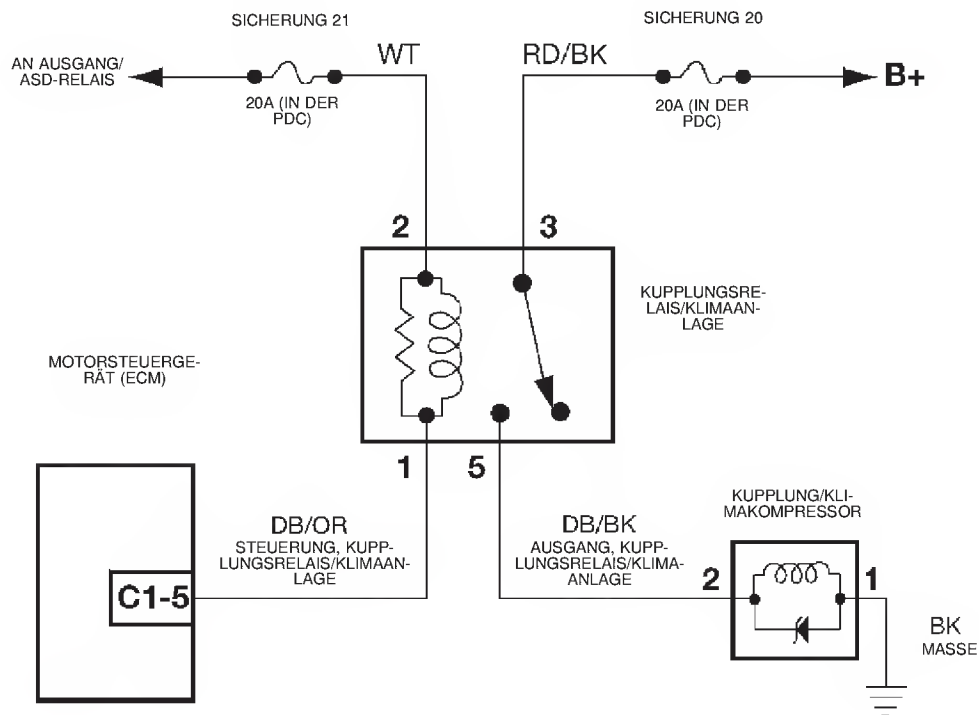 SICHERUNG 21
SICHERUNG 20
AN AUSGANG/
ASD-RELAIS
WT
RD/BK
B+
20A (IN DER
PDC)
20A (IN DER
PDC)
2
3
KUPPLUNGSRE-
LAIS/KLIMAAN-
LAGE
MOTORSTEUERGE-
RÄT (ECM)
1
5
KUPPLUNG/KLI-
MAKOMPRESSOR
DB/OR
STEUERUNG, KUPP-
LUNGSRELAIS/KLIMAAN-
LAGE
DB/BK
AUSGANG, KUPP-
LUNGSRELAIS/KLIMA-
ANLAGE
2
1
C1-5
BK
MASSE